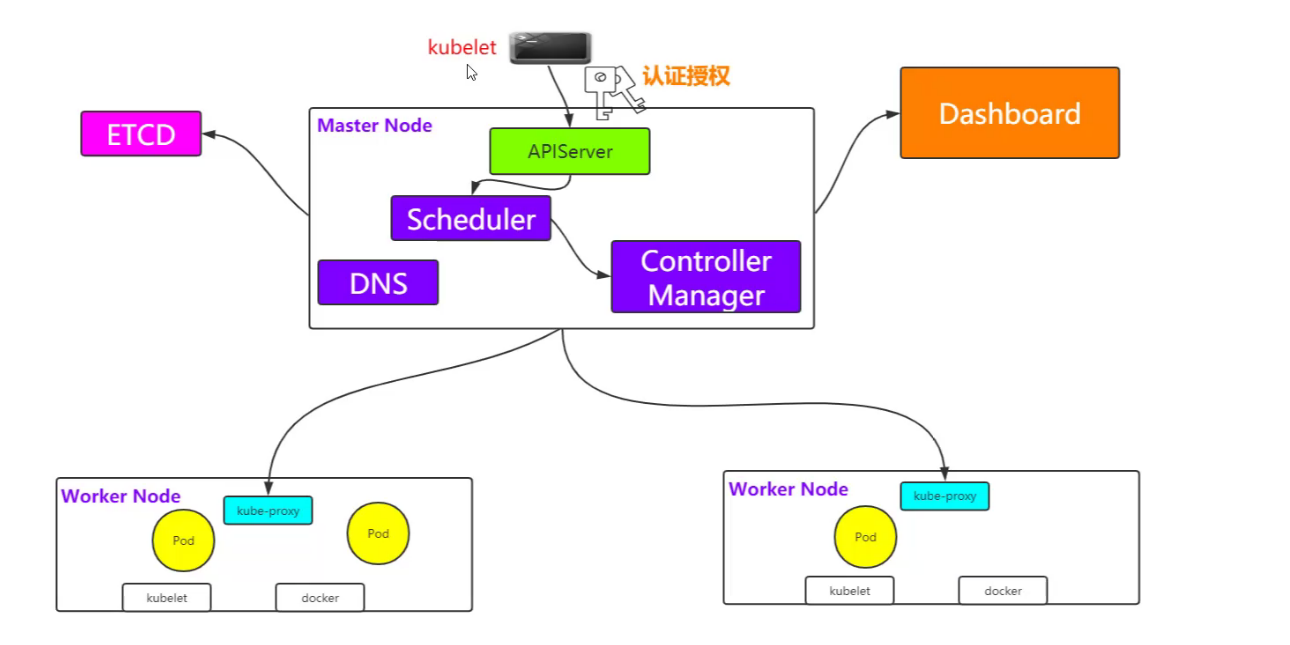 kubelet
认证授权
Dashboard
ETCD
Master Node
APIServer
Scheduler
Controller
Manager
DNS
Worker Node
kube-proxy
Pod
Pod
kubelet
docker
Worker Node
kube-proxy
Pod
kubelet
docker